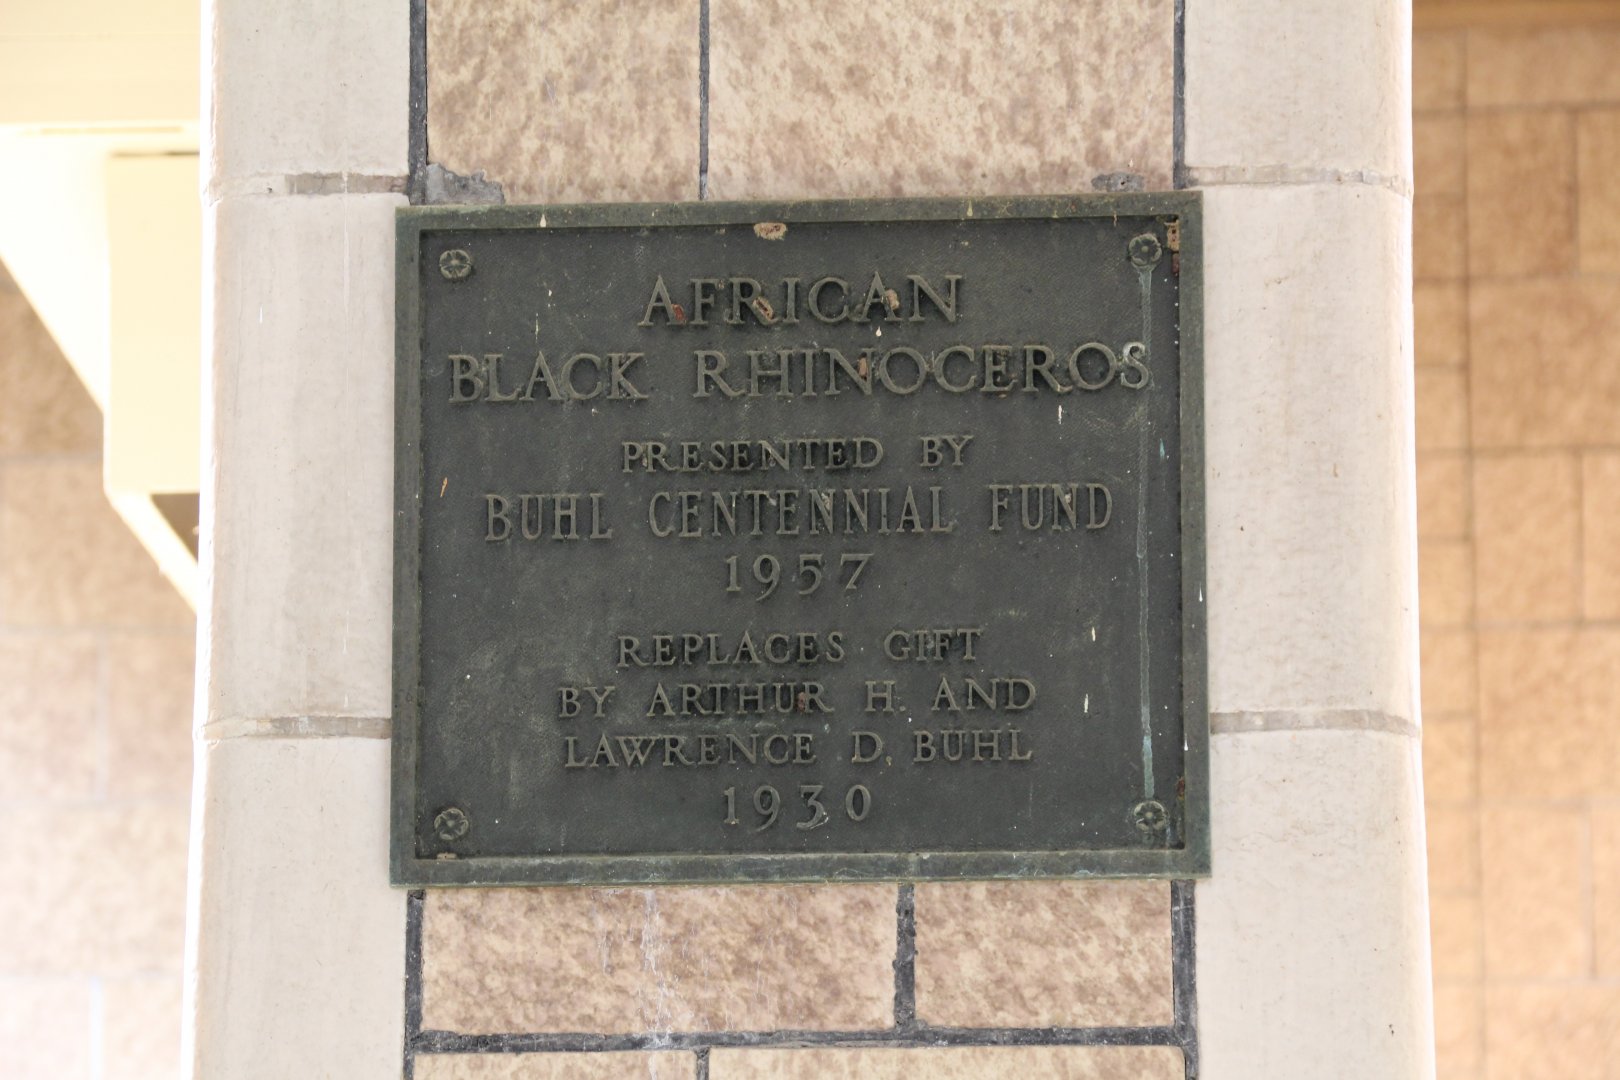 AFRICAN
BLACK RHINOCEROS
PRESENTED BY
BUHL CENTENNIAL FUND
1957
REPLACES GIFT
BY ARTHUR H. AND
LAWRENCE D. BUHL
1930